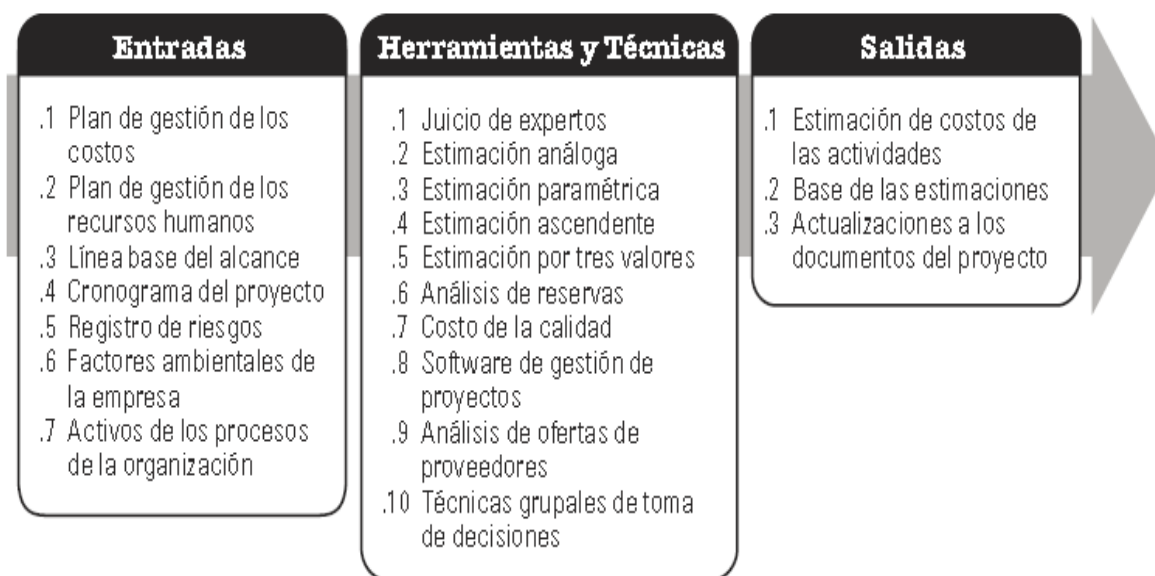 Entradas
.1 Plan de gestión de los
costos
.2 Plan de gestión de los
recursos humanos
.3 Línea base del alcance
.4 Cronograma del proyecto
.5 Registro de riesgos
.6 Factores ambientales de
la empresa
.7 Activos de los procesos
de la organización
Herramientas y Técnicas
.1 Juicio de expertos
.2 Estimación análoga
.3 Estimación paramétrica
.4 Estimación ascendente
.5 Estimación por tres valores
.6 Análisis de reservas
.7 Costo de la calidad
.8 Software de gestión de
proyectos
.9 Análisis de ofertas de
proveedores
.10 Técnicas grupales de toma
de decisiones
Salidas
.1 Estimación de costos de
las actividades
.2 Base de las estimaciones
.3 Actualizaciones a los
documentos del proyecto